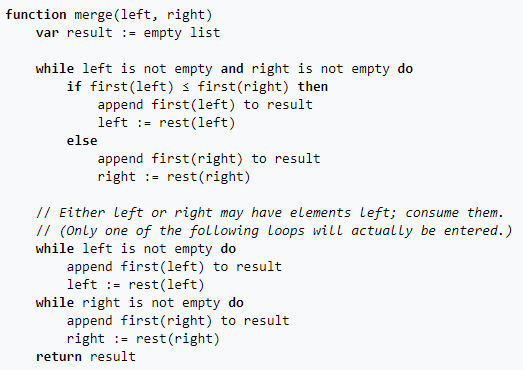 function merge(left, right)
var result := empty list
while left is not empty and right is not empty do
if first(left) ≤ first(right) then
append first(left) to result
left := rest(left)
else
append first(right) to result
right := rest(right)
// Either left or right may have elements left; consume them.
// (Only one of the following loops will actually be entered.)
while left is not empty do
append first(left) to result
left := rest(left)
while right is not empty do
append first(right) to result
right := rest(right)
return result